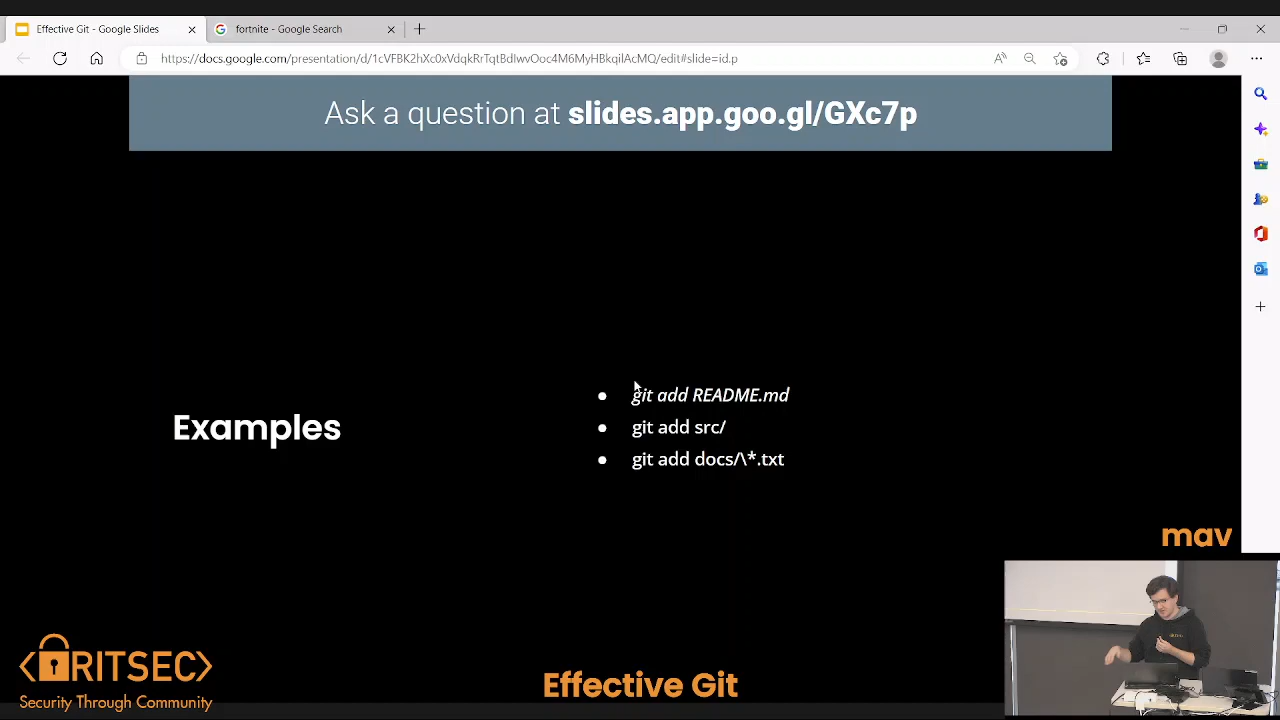 Effective Git - Google Slides
fortnite - Google Search
https://docs.google.com/presentation/d/1cVFBK2hXc0xVdqkRrTqtBdIwvOoc4M6MyHBkqilAcMQ/edit#slide=id.p
Ask a question at slides.app.goo.gl/GXc7p
Examples
• git add README.md
• git add src/
• git add docs/\*.txt
mav
RITSEC
Security Through Community
Effective Git